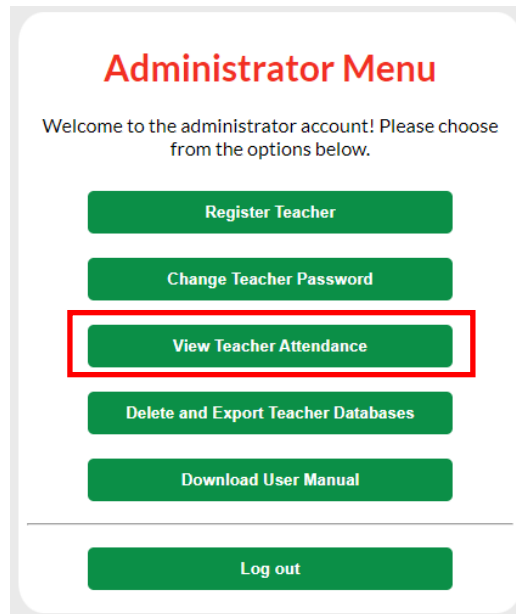 Administrator Menu
Welcome to the administrator account! Please choose
from the options below.
Register Teacher
Change Teacher Password
View Teacher Attendance
Delete and Export Teacher Databases
Download User Manual
Log out